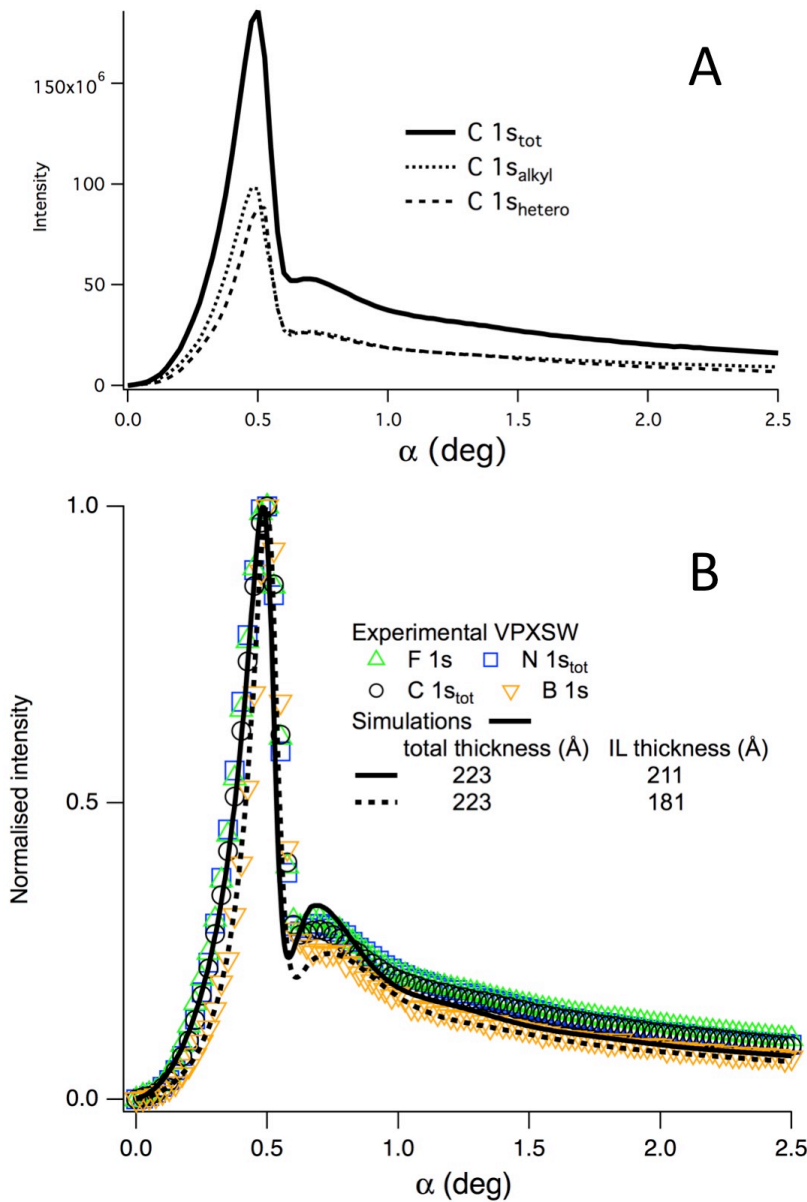 A
150x10⁶
100
50
0
Intensity
C 1s_tot
C 1s_alkyl
C 1s_hetero
0.0 0.5 1.0 1.5 2.0 2.5
α (deg)
B
1.0
0.5
0.0
Normalised intensity
Experimental VPXSW
F 1s N 1s_tot
C 1s_tot B 1s
Simulations
total thickness (Å) IL thickness (Å)
223 211
223 181
0.0 0.5 1.0 1.5 2.0 2.5
α (deg)